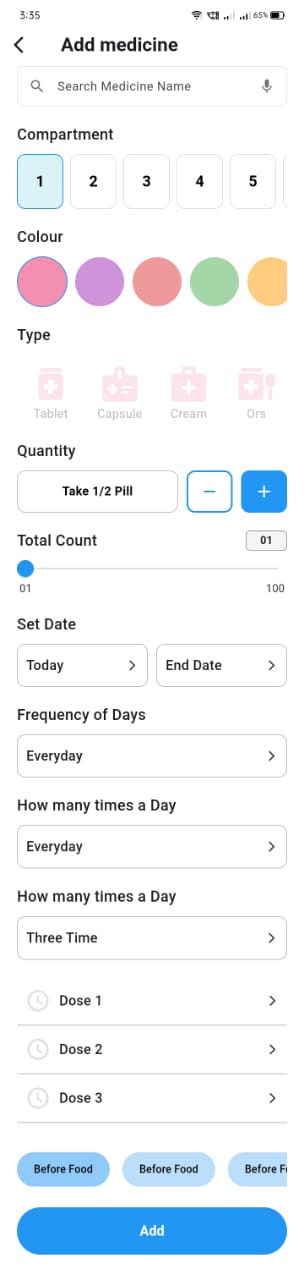 3:35
65%
Add medicine
Search Medicine Name
Compartment
1 2 3 4 5
Colour
Type
Tablet Capsule Cream Ors
Quantity
Take 1/2 Pill − +
Total Count 01
01 100
Set Date
Today End Date
Frequency of Days
Everyday
How many times a Day
Everyday
How many times a Day
Three Time
Dose 1
Dose 2
Dose 3
Before Food Before Food Before F
Add